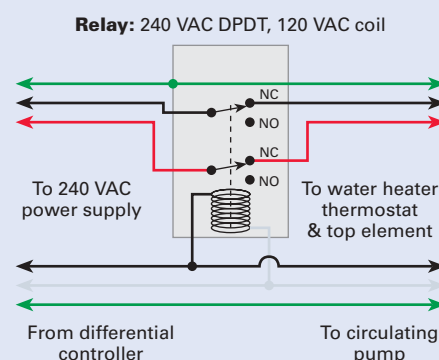 Relay: 240 VAC DPDT, 120 VAC coil
NC
NO
NC
NO
To 240 VAC
power supply
To water heater
thermostat
& top element
From differential
controller
To circulating
pump